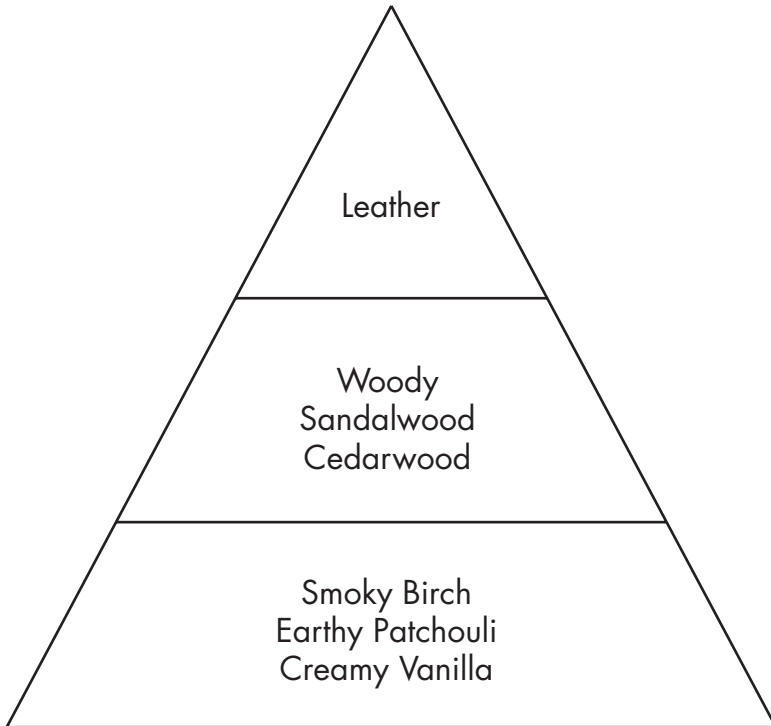 Leather
Woody
Sandalwood
Cedarwood
Smoky Birch
Earthy Patchouli
Creamy Vanilla